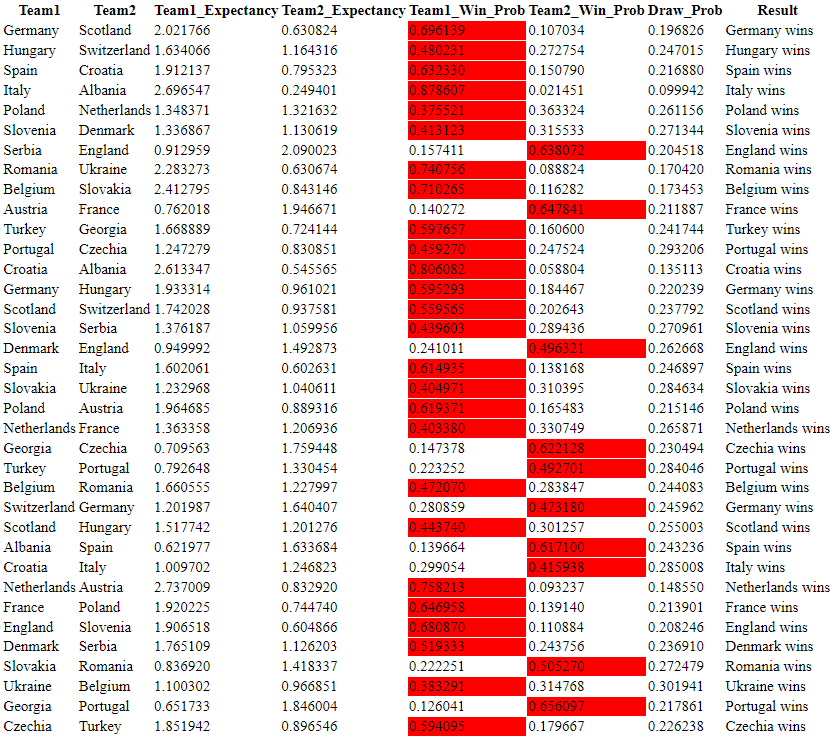 Team1 Team2 Team1_Expectancy Team2_Expectancy Team1_Win_Prob Team2_Win_Prob Draw_Prob Result
Germany Scotland 2.021766 0.630824 0.696139 0.107034 0.196826 Germany wins
Hungary Switzerland 1.634066 1.164316 0.480231 0.272754 0.247015 Hungary wins
Spain Croatia 1.912137 0.795323 0.632330 0.150790 0.216880 Spain wins
Italy Albania 2.696547 0.249401 0.878607 0.021451 0.099942 Italy wins
Poland Netherlands 1.348371 1.321632 0.375521 0.363324 0.261156 Poland wins
Slovenia Denmark 1.336867 1.130619 0.413123 0.315533 0.271344 Slovenia wins
Serbia England 0.912959 2.090023 0.157411 0.638072 0.204518 England wins
Romania Ukraine 2.283273 0.630674 0.740756 0.088824 0.170420 Romania wins
Belgium Slovakia 2.412795 0.843146 0.710265 0.116282 0.173453 Belgium wins
Austria France 0.762018 1.946671 0.140272 0.647841 0.211887 France wins
Turkey Georgia 1.668889 0.724144 0.597657 0.160600 0.241744 Turkey wins
Portugal Czechia 1.247279 0.830851 0.459270 0.247524 0.293206 Portugal wins
Croatia Albania 2.613347 0.545565 0.806082 0.058804 0.135113 Croatia wins
Germany Hungary 1.933314 0.961021 0.595293 0.184467 0.220239 Germany wins
Scotland Switzerland 1.742028 0.937581 0.559565 0.202643 0.237792 Scotland wins
Slovenia Serbia 1.376187 1.059956 0.439603 0.289436 0.270961 Slovenia wins
Denmark England 0.949992 1.492873 0.241011 0.496321 0.262668 England wins
Spain Italy 1.602061 0.602631 0.614935 0.138168 0.246897 Spain wins
Slovakia Ukraine 1.232968 1.040611 0.404971 0.310395 0.284634 Slovakia wins
Poland Austria 1.964685 0.889316 0.619371 0.165483 0.215146 Poland wins
Netherlands France 1.363358 1.206936 0.403380 0.330749 0.265871 Netherlands wins
Georgia Czechia 0.709563 1.759448 0.147378 0.622128 0.230494 Czechia wins
Turkey Portugal 0.792648 1.330454 0.223252 0.492701 0.284046 Portugal wins
Belgium Romania 1.660555 1.227997 0.472070 0.283847 0.244083 Belgium wins
Switzerland Germany 1.201987 1.640407 0.280859 0.473180 0.245962 Germany wins
Scotland Hungary 1.517742 1.201276 0.443740 0.301257 0.255003 Scotland wins
Albania Spain 0.621977 1.633684 0.139664 0.617100 0.243236 Spain wins
Croatia Italy 1.009702 1.246823 0.299054 0.415938 0.285008 Italy wins
Netherlands Austria 2.737009 0.832920 0.758213 0.093237 0.148550 Netherlands wins
France Poland 1.920225 0.744740 0.646958 0.139140 0.213901 France wins
England Slovenia 1.906518 0.604866 0.680870 0.110884 0.208246 England wins
Denmark Serbia 1.765109 1.126203 0.519333 0.243756 0.236910 Denmark wins
Slovakia Romania 0.836920 1.418337 0.222251 0.505270 0.272479 Romania wins
Ukraine Belgium 1.100302 0.966851 0.383291 0.314768 0.301941 Ukraine wins
Georgia Portugal 0.651733 1.846004 0.126041 0.656097 0.217861 Portugal wins
Czechia Turkey 1.851942 0.896546 0.594095 0.179667 0.226238 Czechia wins